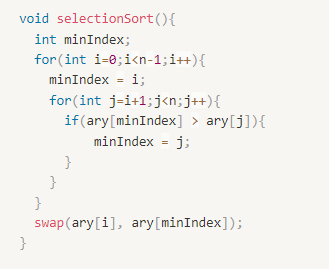 void selectionSort(){
  int minIndex;
  for(int i=0;i<n-1;i++){
    minIndex = i;
    for(int j=i+1;j<n;j++){
      if(ary[minIndex] > ary[j]){
          minIndex = j;
      }
    }
  }
  swap(ary[i], ary[minIndex]);
}